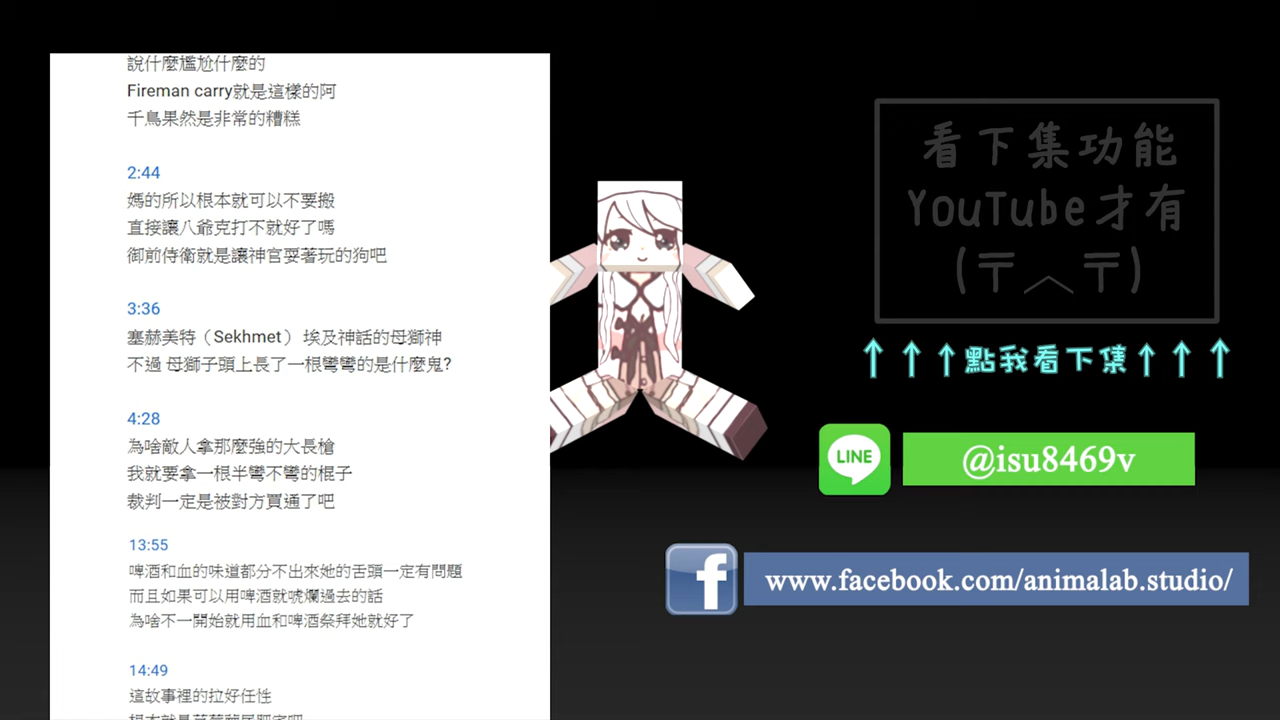 說什麼尷尬什麼的
Fireman carry就是這樣的阿
千鳥果然是非常的糟糕
2:44
媽的所以根本就可以不要搬
直接讓八爺克打不就好了嗎
御前侍衛就是讓神官耍著玩的狗吧
3:36
塞赫美特（Sekhmet） 埃及神話的母獅神
不過 母獅子頭上長了一根彎彎的是什麼鬼?
4:28
為啥敵人拿那麼強的大長槍
我就要拿一根半彎不彎的棍子
裁判一定是被對方買通了吧
13:55
啤酒和血的味道都分不出來她的舌頭一定有問題
而且如果可以用啤酒就唬爛過去的話
為啥不一開始就用血和啤酒祭拜她就好了
14:49
這故事裡的拉好任性
看下集功能
YouTube才有
(〒︿〒)
↑↑↑點我看下集↑↑↑
LINE
@isu8469v
f
www.facebook.com/animalab.studio/